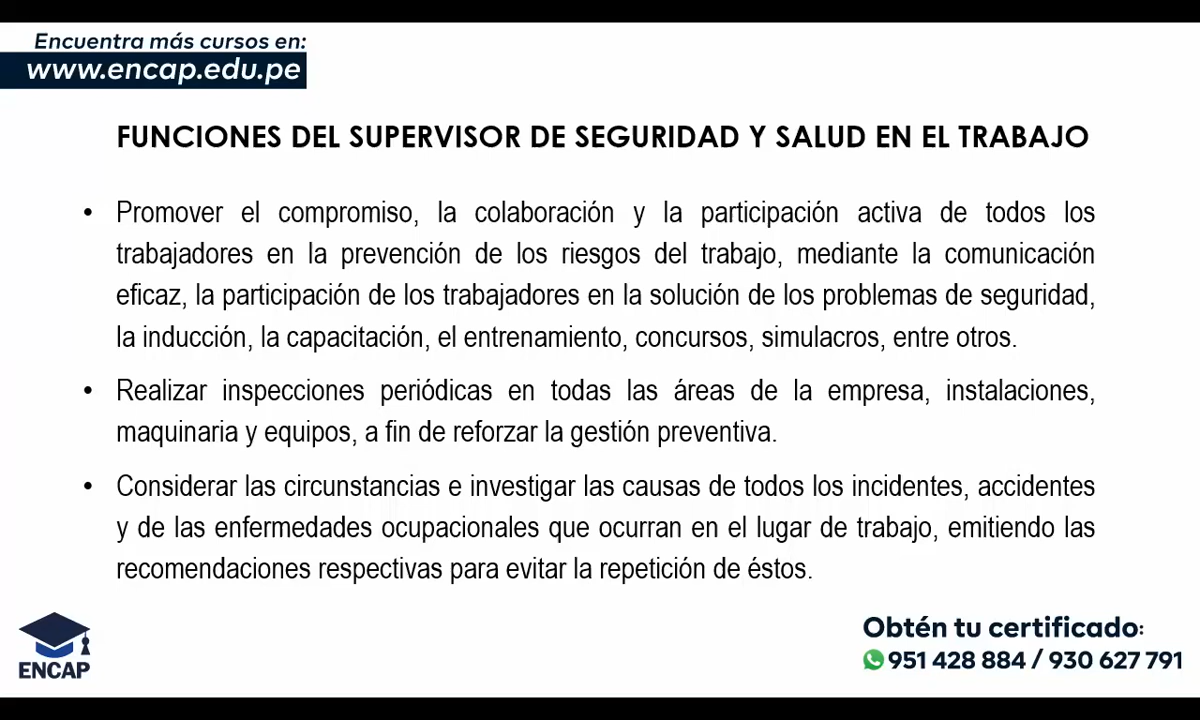 Encuentra más cursos en:
www.encap.edu.pe
FUNCIONES DEL SUPERVISOR DE SEGURIDAD Y SALUD EN EL TRABAJO
• Promover el compromiso, la colaboración y la participación activa de todos los
trabajadores en la prevención de los riesgos del trabajo, mediante la comunicación
eficaz, la participación de los trabajadores en la solución de los problemas de seguridad,
la inducción, la capacitación, el entrenamiento, concursos, simulacros, entre otros.
• Realizar inspecciones periódicas en todas las áreas de la empresa, instalaciones,
maquinaria y equipos, a fin de reforzar la gestión preventiva.
• Considerar las circunstancias e investigar las causas de todos los incidentes, accidentes
y de las enfermedades ocupacionales que ocurran en el lugar de trabajo, emitiendo las
recomendaciones respectivas para evitar la repetición de éstos.
ENCAP
Obtén tu certificado:
951 428 884 / 930 627 791